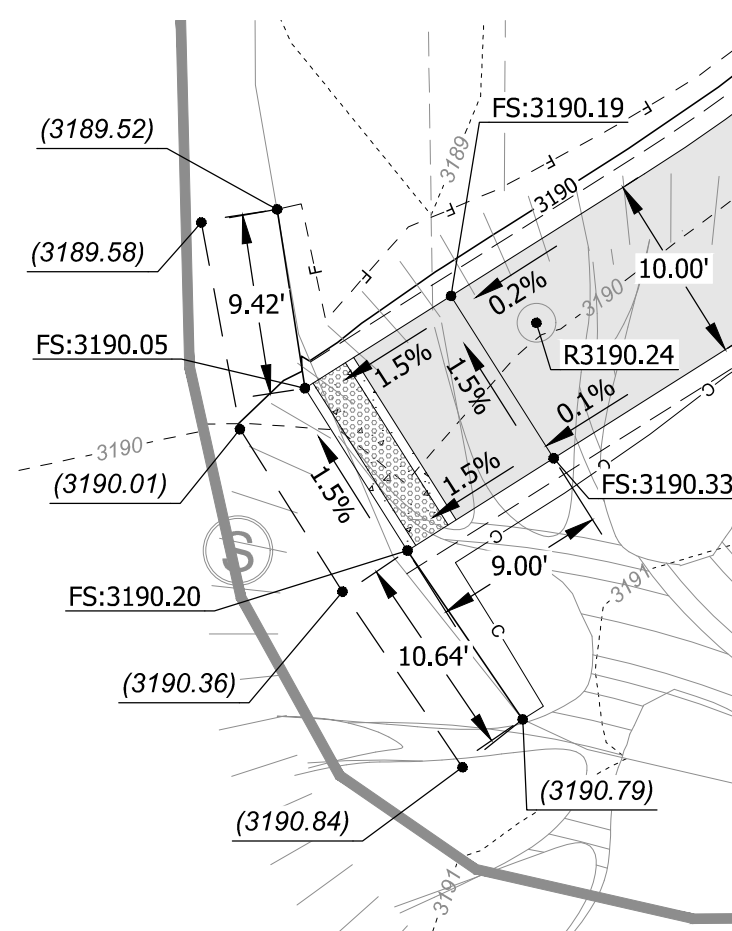 FS:3190.19
(3189.52)
3189
F
F
3190
F
(3189.58)
F
F
10.00'
0.2%
3190
9.42'
FS:3190.05
1.5%
1.5%
R3190.24
0.1%
C
3190
(3190.01)
1.5%
1.5%
C
FS:3190.33
S
C
9.00'
3191
FS:3190.20
C
10.64'
(3190.36)
(3190.79)
(3190.84)
3191